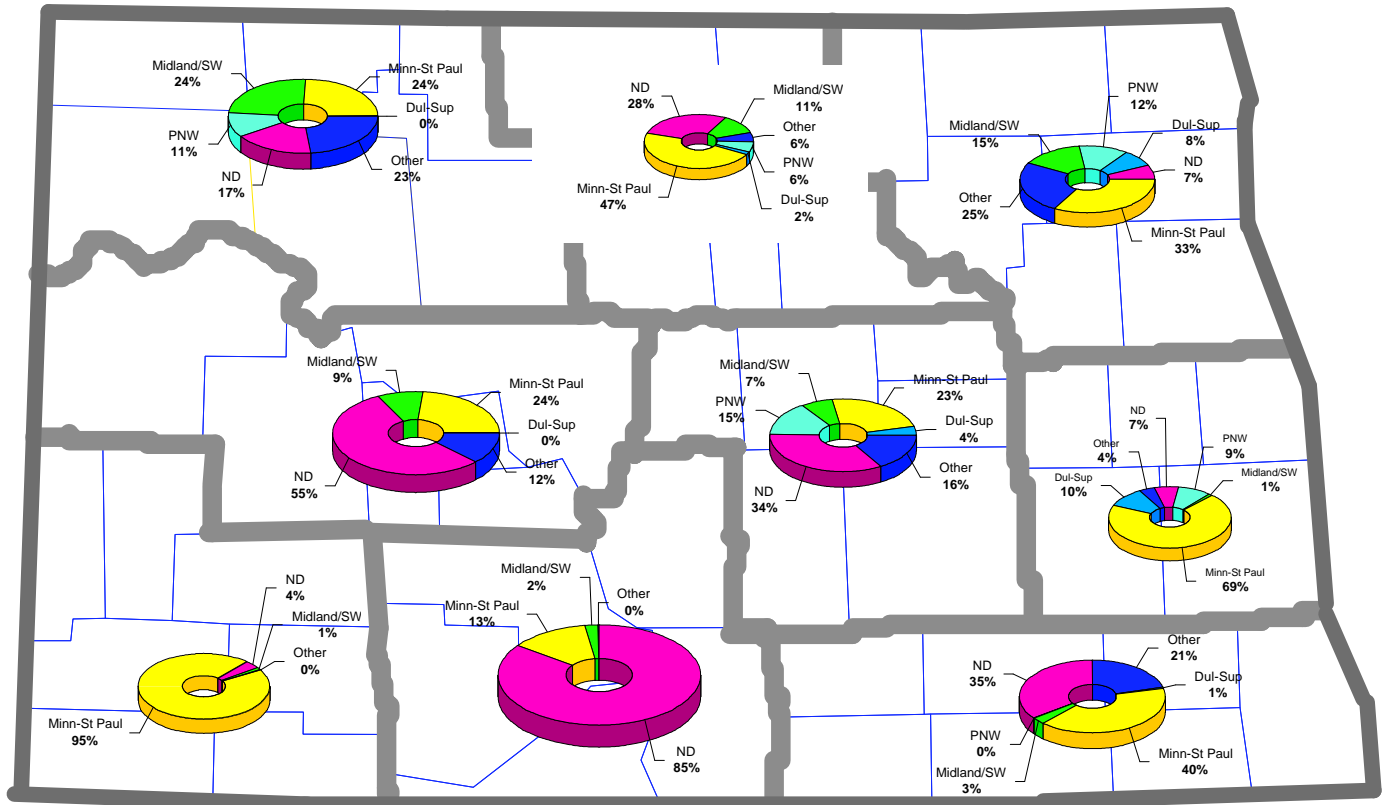 Midland/SW
24%
Minn-St Paul
24%
Dul-Sup
0%
Other
23%
ND
17%
PNW
11%
ND
28%
Midland/SW
11%
Other
6%
PNW
6%
Dul-Sup
2%
Minn-St Paul
47%
PNW
12%
Dul-Sup
8%
ND
7%
Midland/SW
15%
Other
25%
Minn-St Paul
33%
Midland/SW
9%
Minn-St Paul
24%
Dul-Sup
0%
Other
12%
ND
55%
Midland/SW
7%
Minn-St Paul
23%
PNW
15%
Dul-Sup
4%
Other
16%
ND
34%
ND
7%
Other
4%
PNW
9%
Dul-Sup
10%
Midland/SW
1%
Minn-St Paul
69%
ND
4%
Midland/SW
1%
Other
0%
Minn-St Paul
95%
Midland/SW
2%
Other
0%
Minn-St Paul
13%
ND
85%
Other
21%
ND
35%
Dul-Sup
1%
PNW
0%
Minn-St Paul
40%
Midland/SW
3%